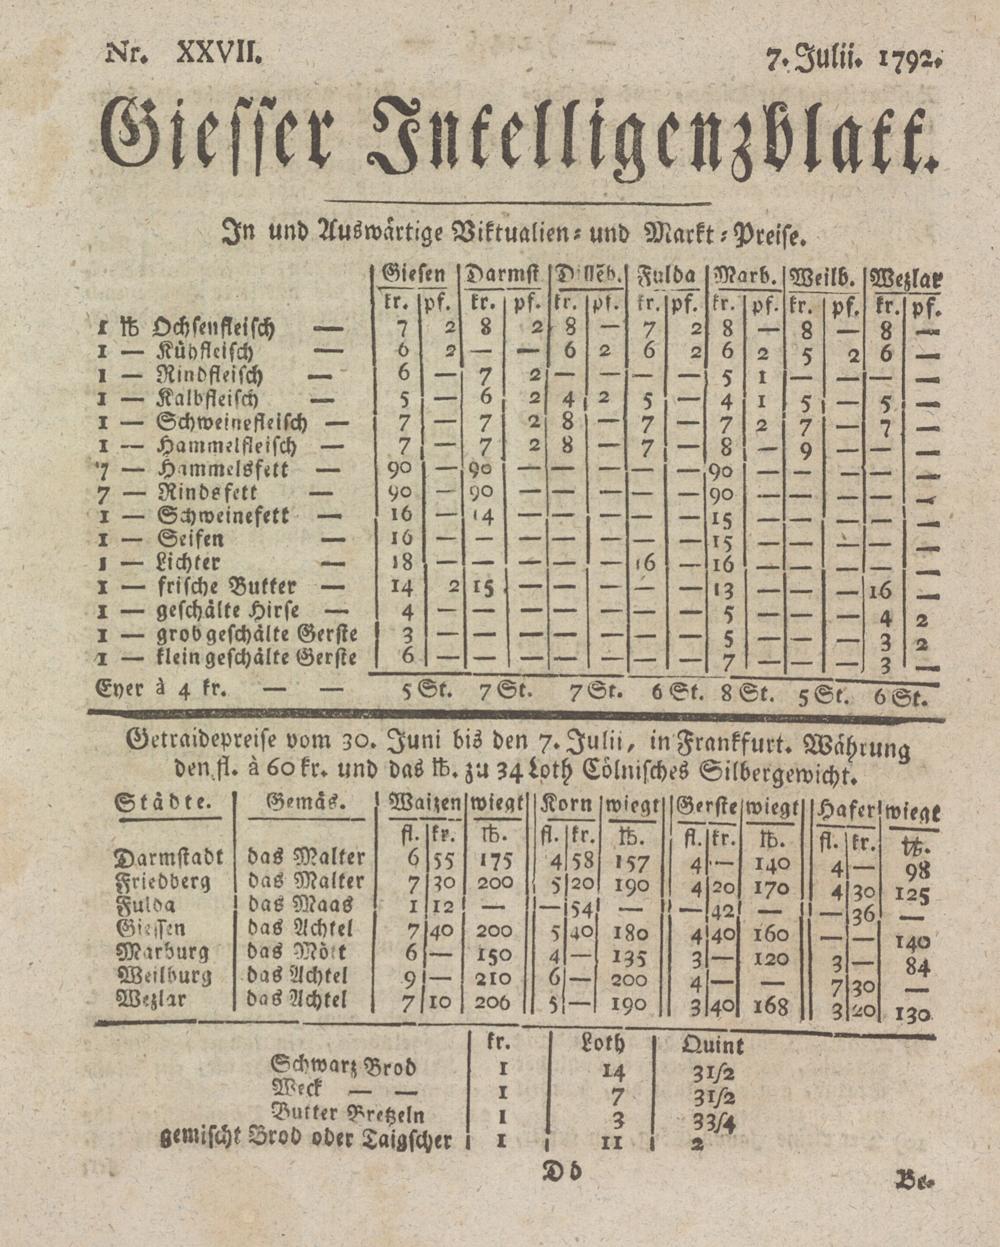 Nr. XXVII. 7. Julii. 1792.
Giesser Intelligenzblatt.
In und Auswärtige Viktualien- und Markt-Preise.
Giesen Darmst Fulda Marb. Weilb. Wezlar
kr. pf. kr. pf. kr. pf. kr. pf. kr. pf. kr. pf. kr. pf.
1 ℔ Ochsenfleisch — 7 2 8 2 8 — 7 2 8 — 8 — 8 —
1 — Kühfleisch — 6 2 — — 6 2 6 2 6 2 5 2 6 —
1 — Rindfleisch — 6 — 7 2 — — — — 5 1 — — — —
1 — Kalbfleisch — 5 — 6 2 4 2 5 — 4 1 5 — 5 —
1 — Schweinefleisch — 7 — 7 2 8 — 7 — 7 2 7 — 7 —
1 — Hammelfleisch — 7 — 7 2 8 — 7 — 8 — 9 — — —
7 — Hammelsfett — 90 — 90 — — — — — 90 — — — — —
7 — Rindsfett — 90 — 90 — — — — — 90 — — — — —
1 — Schweinefett — 16 — 14 — — — — — 15 — — — — —
1 — Seifen — 16 — — — — — — — 15 — — — — —
1 — Lichter — 18 — — — — — 16 — 16 — — — — —
1 — frische Butter — 14 2 15 — — — — — 13 — — — 16 —
1 — geschälte Hirse — 4 — — — — — — — 5 — — — 4 2
1 — grob geschälte Gerste 3 — — — — — — — 5 — — — 3 2
1 — klein geschälte Gerste 6 — — — — — — — 7 — — — 3 —
Eyer à 4 kr. — — 5 St. 7 St. 7 St. 6 St. 8 St. 5 St. 6 St.
Getraidepreise vom 30. Juni bis den 7. Julii, in Frankfurt. Währung
den fl. à 60 kr. und das ℔. zu 34 Loth Cölnisches Silbergewicht.
Städte. Gemäs. Waizen wiegt Korn wiegt Gerste wiegt Hafer wiegt
fl. kr. ℔. fl. kr. ℔. fl. kr. ℔. fl. kr. ℔.
Darmstadt das Malter 6 55 175 4 58 157 4 — 140 4 — 98
Friedberg das Malter 7 30 200 5 20 190 4 20 170 4 30 125
Fulda das Maas 1 12 — — 54 — — 42 — — 36 —
Giessen das Achtel 7 40 200 5 40 180 4 40 160 — — 140
Marburg das Mött 6 — 150 4 — 135 3 — 120 3 — 84
Weilburg das Achtel 9 — 210 6 — 200 4 — — 7 30 —
Wezlar das Achtel 7 10 206 5 — 190 3 40 168 3 20 130
kr. Loth Quint
Schwarz Brod 1 14 3 1/2
Weck — — 1 7 3 1/2
Butter Bretzeln 1 3 3 3/4
gemischt Brod oder Taigscher 1 11 2
Dd Be-